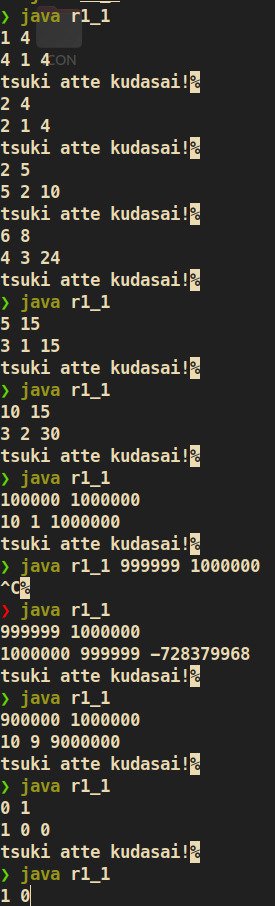 ❯ java r1_1
1 4
CON
4 1 4
tsuki atte kudasai!%
2 4
2 1 4
tsuki atte kudasai!%
2 5
5 2 10
tsuki atte kudasai!%
6 8
4 3 24
tsuki atte kudasai!%
❯ java r1_1
5 15
3 1 15
tsuki atte kudasai!%
❯ java r1_1
10 15
3 2 30
tsuki atte kudasai!%
❯ java r1_1
100000 1000000
10 1 1000000
tsuki atte kudasai!%
❯ java r1_1 999999 1000000
^C%
❯ java r1_1
999999 1000000
1000000 999999 -728379968
tsuki atte kudasai!%
❯ java r1_1
900000 1000000
10 9 9000000
tsuki atte kudasai!%
❯ java r1_1
0 1
1 0 0
tsuki atte kudasai!%
❯ java r1_1
1 0